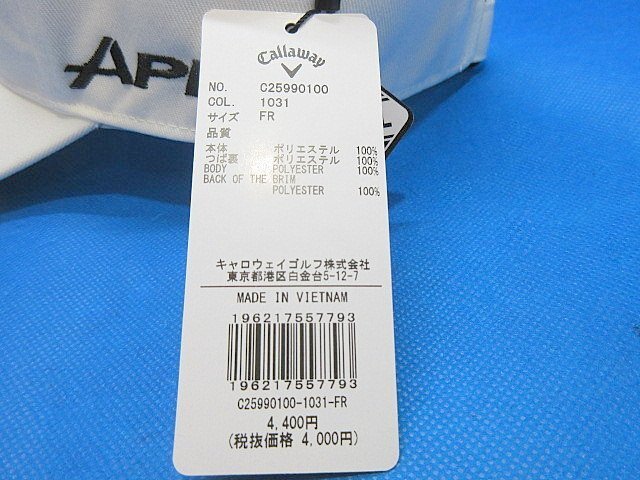 AP
Callaway
NO. C25990100
COL. 1031
サイズ FR
品質
本体 ポリエステル 100%
つば裏 ポリエステル 100%
BODY POLYESTER 100%
BACK OF THE BRIM
POLYESTER 100%
キャロウェイゴルフ株式会社
東京都港区白金台5-12-7
MADE IN VIETNAM
196217557793
196217557793
C25990100-1031-FR
4,400円
(税抜価格 4,000円)